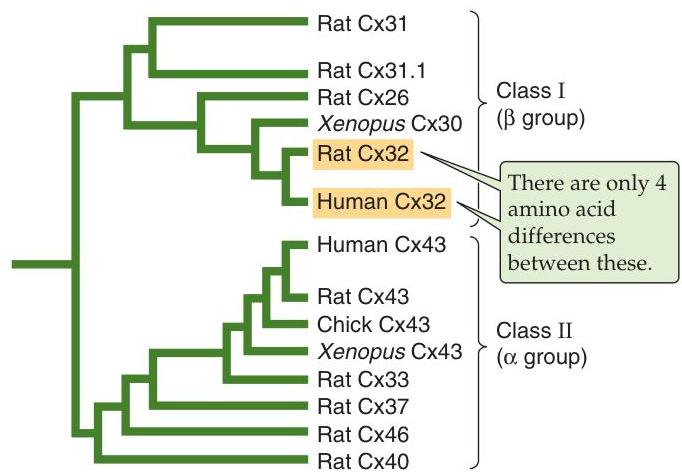 Rat Cx31
Rat Cx31.1
Rat Cx26
Xenopus Cx30
Rat Cx32
Human Cx32
Class I
(β group)
There are only 4
amino acid
differences
between these.
Human Cx43
Rat Cx43
Chick Cx43
Xenopus Cx43
Rat Cx33
Rat Cx37
Rat Cx46
Rat Cx40
Class II
(α group)